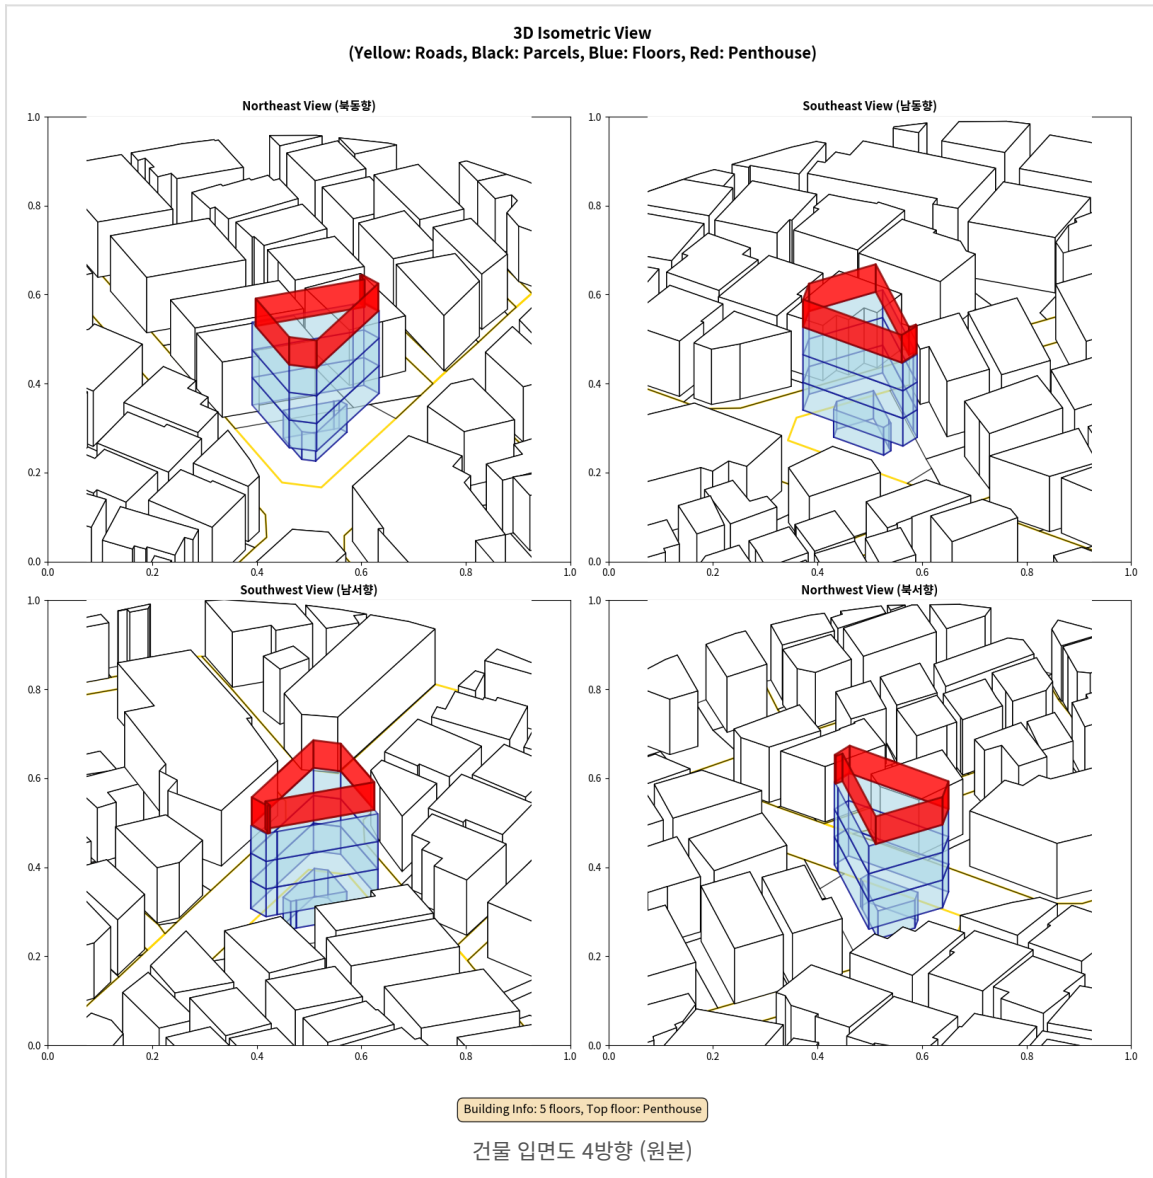 3D Isometric View
(Yellow: Roads, Black: Parcels, Blue: Floors, Red: Penthouse)
Northeast View (북동향)
1.0
0.8
0.6
0.4
0.2
0.0
0.0 0.2 0.4 0.6 0.8 1.0
Southeast View (남동향)
1.0
0.8
0.6
0.4
0.2
0.0
0.0 0.2 0.4 0.6 0.8 1.0
Southwest View (남서향)
1.0
0.8
0.6
0.4
0.2
0.0
0.0 0.2 0.4 0.6 0.8 1.0
Northwest View (북서향)
1.0
0.8
0.6
0.4
0.2
0.0
0.0 0.2 0.4 0.6 0.8 1.0
Building Info: 5 floors, Top floor: Penthouse
건물 입면도 4방향 (원본)